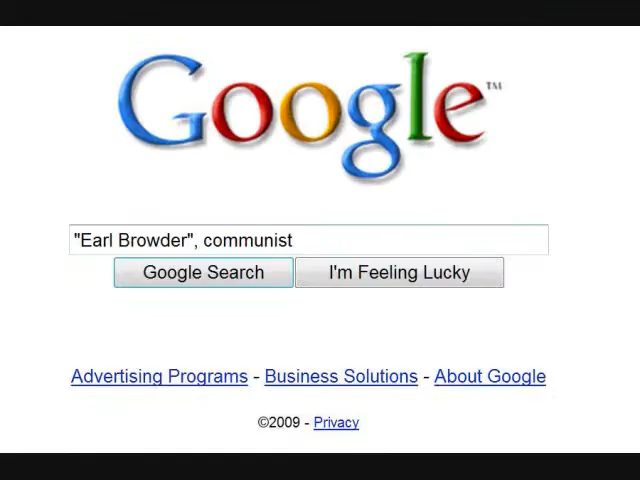 Google™
"Earl Browder", communist
Google Search I'm Feeling Lucky
Advertising Programs - Business Solutions - About Google
©2009 - Privacy